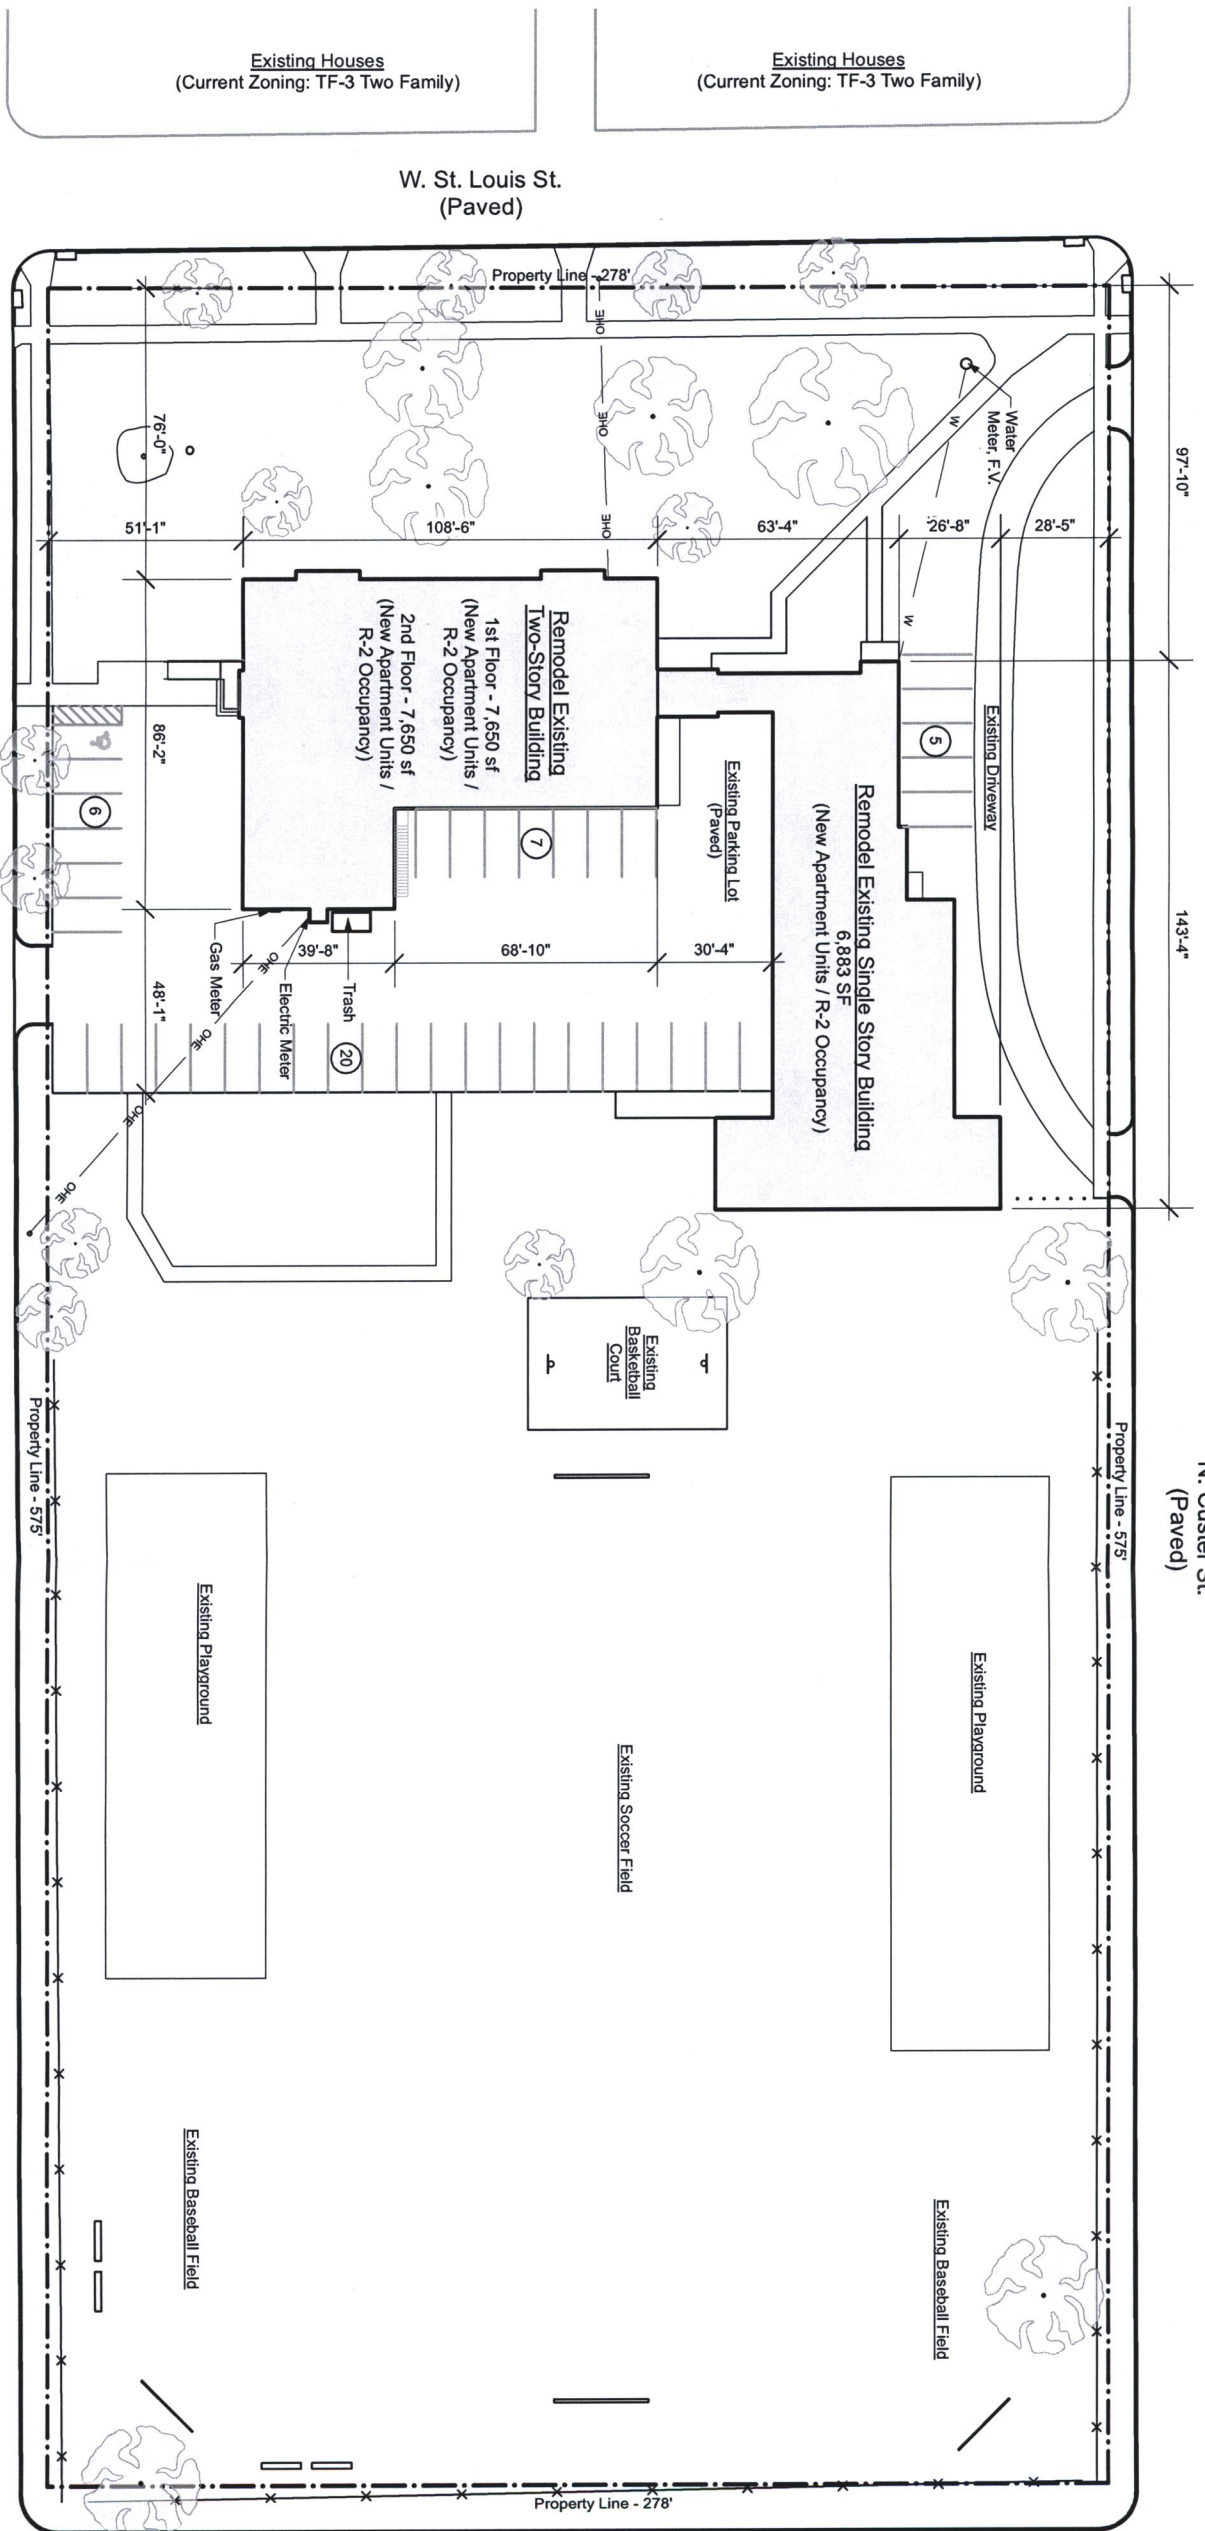 Existing Houses
(Current Zoning: TF-3 Two Family)
Existing Houses
(Current Zoning: TF-3 Two Family)
W. St. Louis St.
(Paved)
Property Line - 278'
OHE
OHE
OHE
Water
Meter, F.V.
W
W
97'-10"
76'-0"
51'-1"
108'-6"
63'-4"
26'-8"
28'-5"
Remodel Existing
Two-Story Building
1st Floor - 7,650 sf
(New Apartment Units /
R-2 Occupancy)
2nd Floor - 7,650 sf
(New Apartment Units /
R-2 Occupancy)
86'-2"
6
7
5
Existing Driveway
Existing Parking Lot
(Paved)
Remodel Existing Single Story Building
6,883 SF
(New Apartment Units / R-2 Occupancy)
143'-4"
39'-8"
68'-10"
30'-4"
Gas Meter
Electric Meter
Trash
20
48'-1"
OHE
OHE
OHE
OHE
Existing
Basketball
Court
Property Line - 575'
Property Line - 575'
N. Custer St.
(Paved)
Existing Playground
Existing Playground
Existing Soccer Field
Existing Baseball Field
Existing Baseball Field
Property Line - 278'